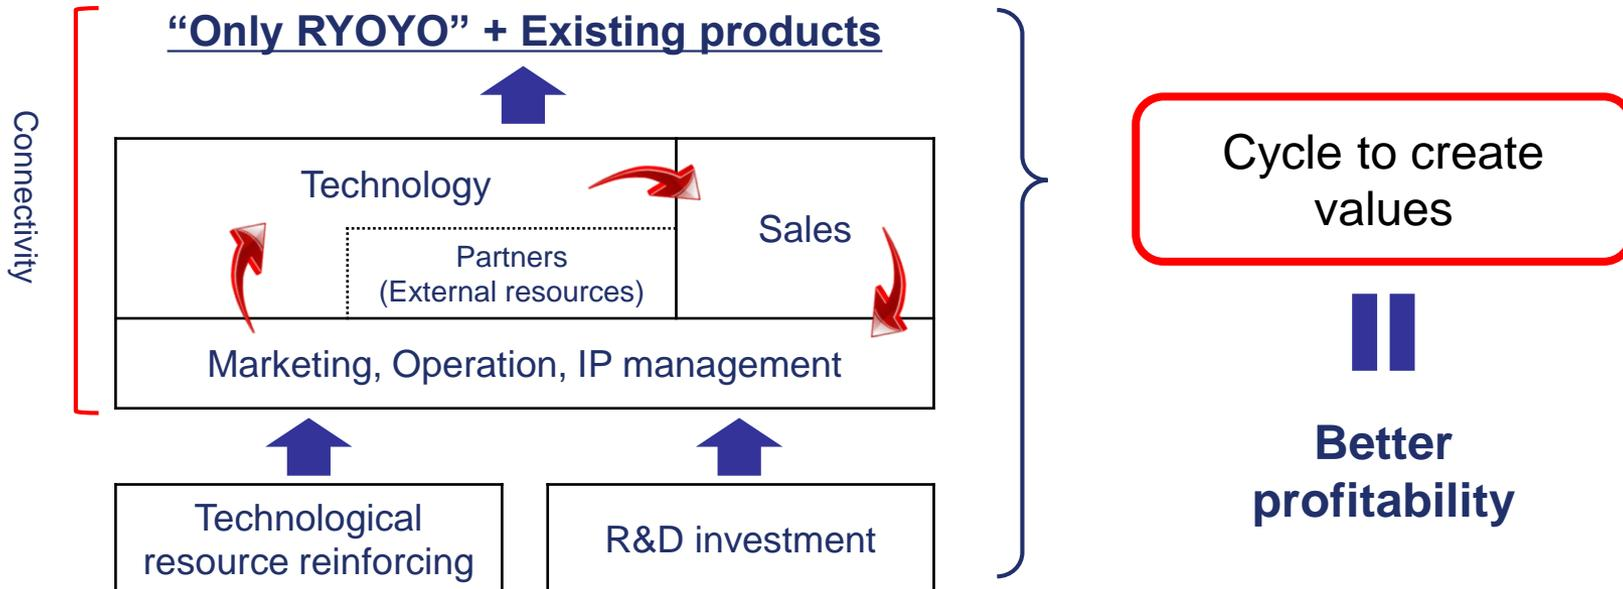 “Only RYOYO” + Existing products
Connectivity
Technology
Sales
Partners
(External resources)
Marketing, Operation, IP management
Technological
resource reinforcing
R&D investment
Cycle to create
values
Better
profitability